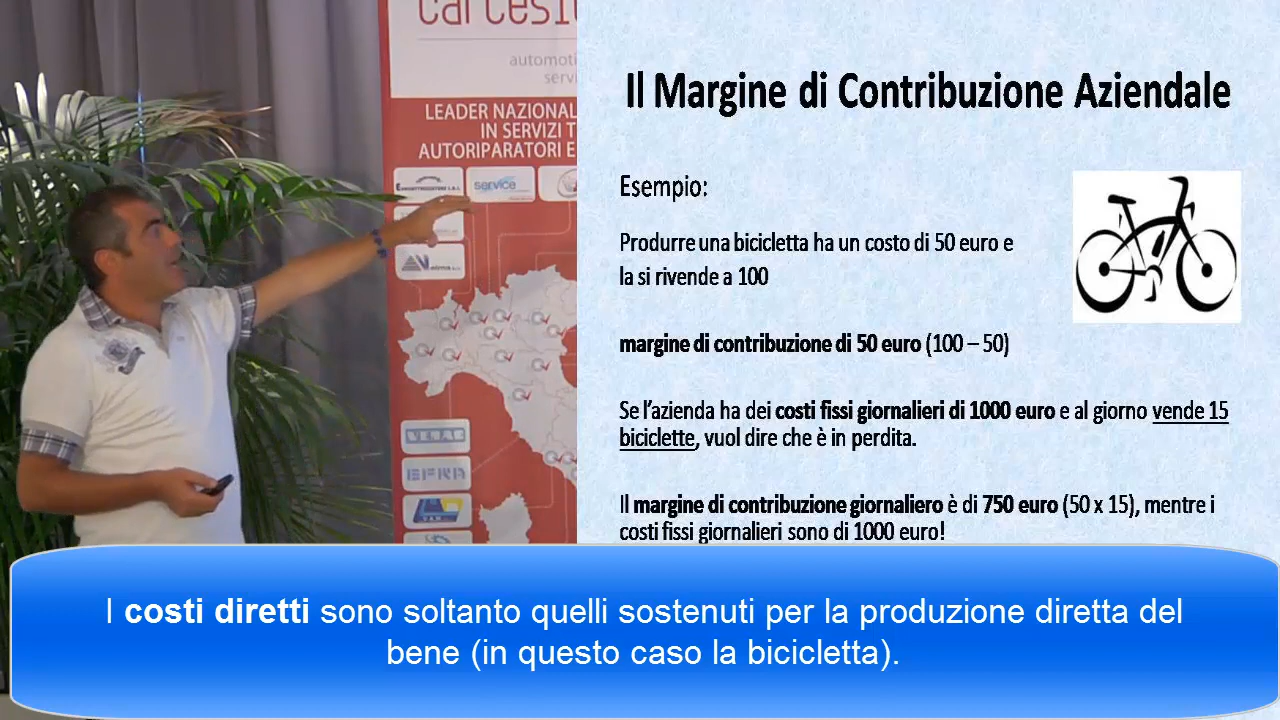 cartesi
automoti
servi
LEADER NAZIONAL
IN SERVIZI T
AUTORIPARATORI E
service
Il Margine di Contribuzione Aziendale
Esempio:
Produrre una bicicletta ha un costo di 50 euro e
la si rivende a 100
margine di contribuzione di 50 euro (100 – 50)
Se l’azienda ha dei costi fissi giornalieri di 1000 euro e al giorno vende 15
biciclette, vuol dire che è in perdita.
Il margine di contribuzione giornaliero è di 750 euro (50 x 15), mentre i
costi fissi giornalieri sono di 1000 euro!
I costi diretti sono soltanto quelli sostenuti per la produzione diretta del
bene (in questo caso la bicicletta).